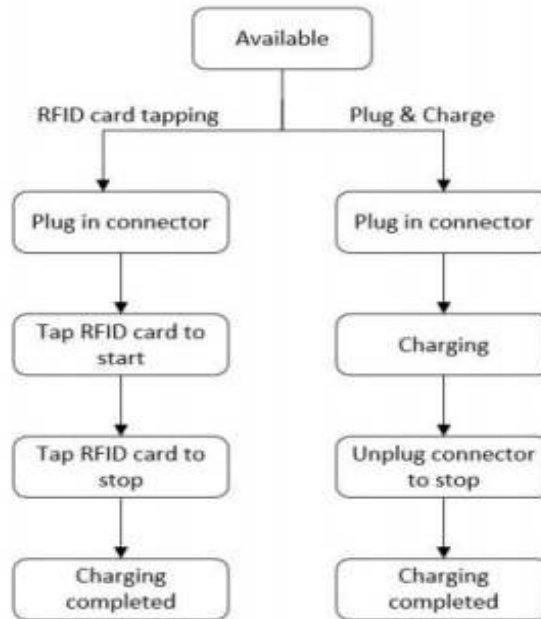 Available
RFID card tapping
Plug & Charge
Plug in connector
Plug in connector
Tap RFID card to
start
Charging
Tap RFID card to
stop
Unplug connector
to stop
Charging
completed
Charging
completed